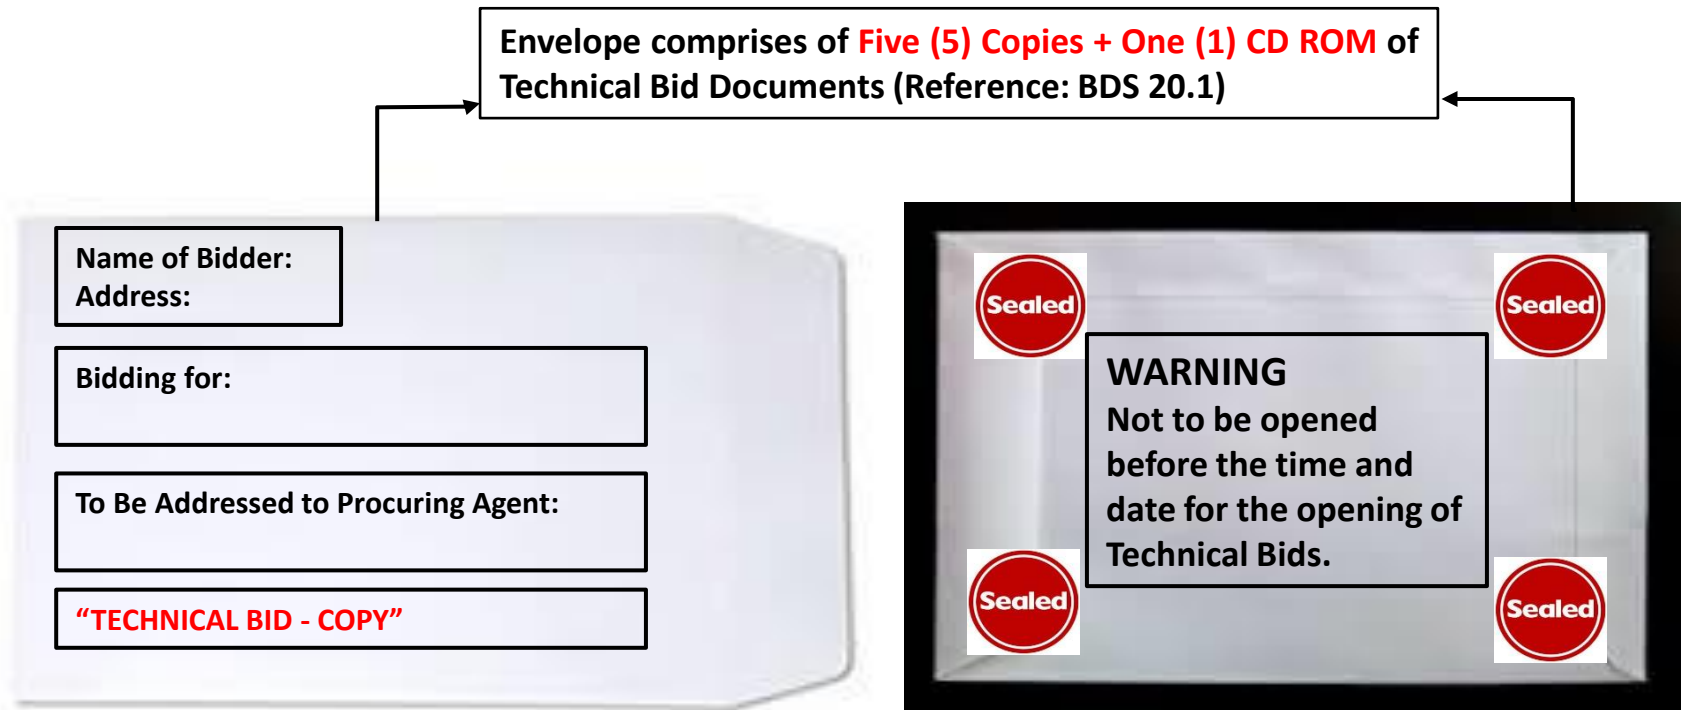 Envelope comprises of Five (5) Copies + One (1) CD ROM of
Technical Bid Documents (Reference: BDS 20.1)
Name of Bidder:
Address:
Bidding for:
To Be Addressed to Procuring Agent:
“TECHNICAL BID - COPY”
Sealed
Sealed
WARNING
Not to be opened
before the time and
date for the opening of
Technical Bids.
Sealed
Sealed